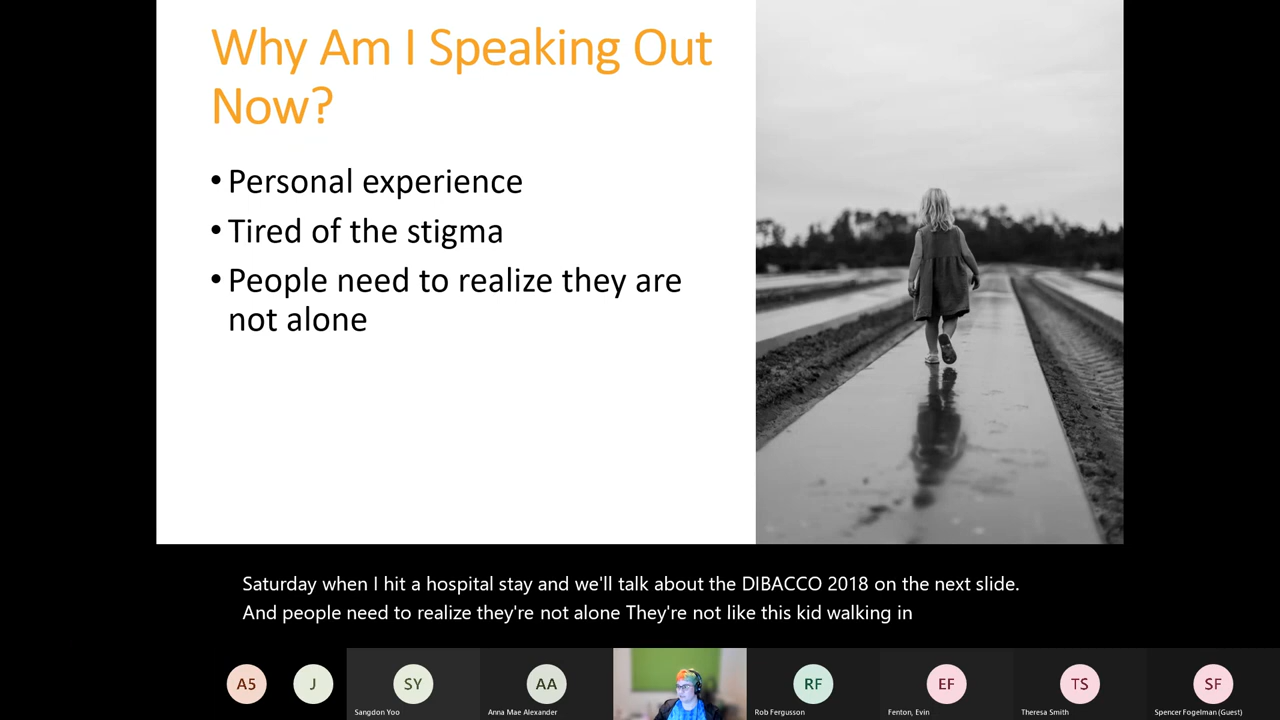 Why Am I Speaking Out
Now?
• Personal experience
• Tired of the stigma
• People need to realize they are
not alone
Saturday when I hit a hospital stay and we'll talk about the DIBACCO 2018 on the next slide.
And people need to realize they're not alone They're not like this kid walking in
A5
J
SY
AA
RF
EF
TS
SF
Sangdon Yoo
Anna Mae Alexander
Rob Fergusson
Fenton, Evin
Theresa Smith
Spencer Fogelman (Guest)